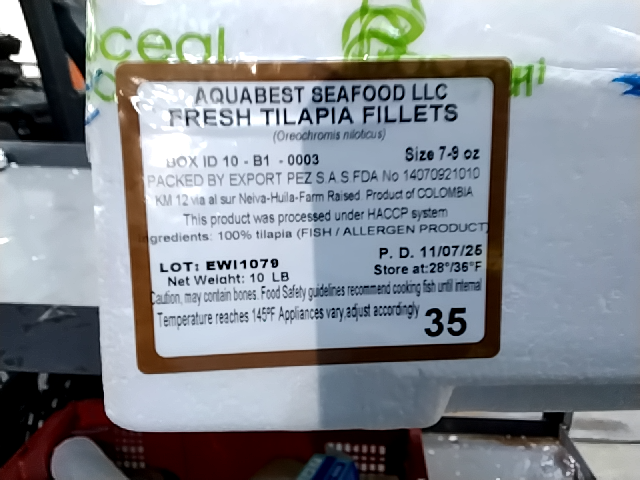 ceal
AQUABEST SEAFOOD LLC
FRESH TILAPIA FILLETS
(Oreochromis niloticus)
BOX ID 10 - B1 - 0003
Size 7-9 oz
PACKED BY EXPORT PEZ S.A.S FDA No 14070921010
KM 12 via al sur Neiva-Huila-Farm Raised Product of COLOMBIA
This product was processed under HACCP system
ngredients: 100% tilapia (FISH / ALLERGEN PRODUCT)
LOT: EWI1079
P. D. 11/07/25
Net Weight: 10 LB
Store at:28°/36°F
Caution, may contain bones. Food Safety guidelines recommend cooking fish until internal
Temperature reaches 145ºF Appliances vary,adjust accordingly
35